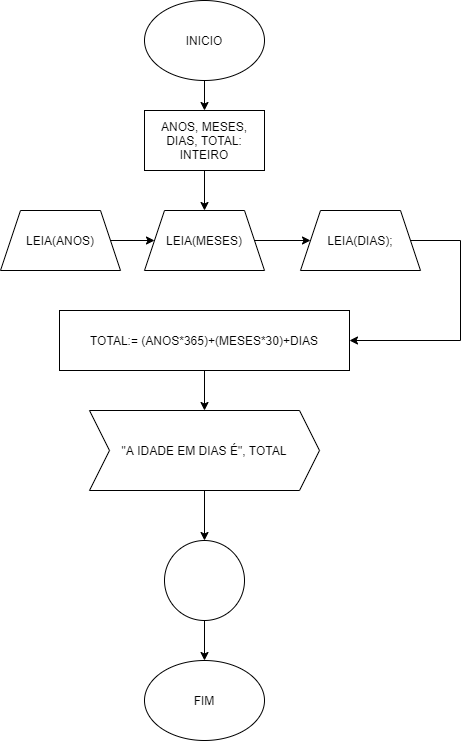 INICIO
ANOS, MESES,
DIAS, TOTAL:
INTEIRO
LEIA(ANOS)
LEIA(MESES)
LEIA(DIAS);
TOTAL:= (ANOS*365)+(MESES*30)+DIAS
"A IDADE EM DIAS É", TOTAL
FIM